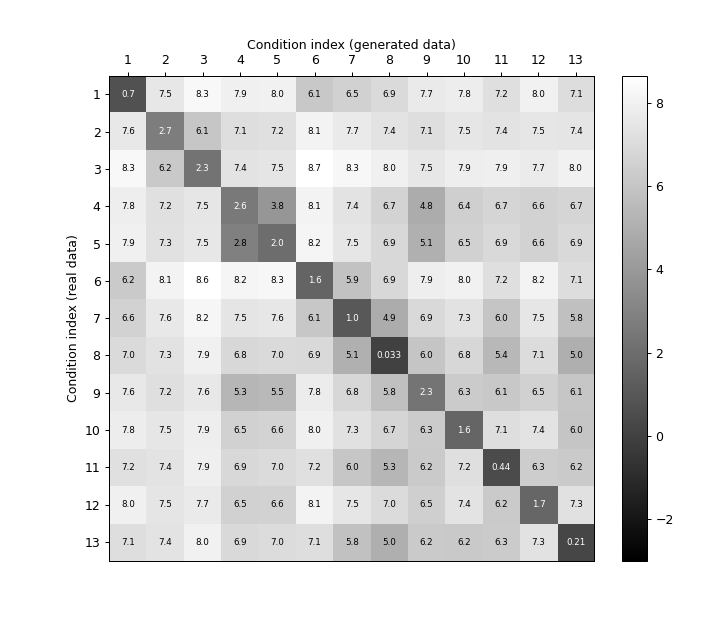 Condition index (generated data)
1 2 3 4 5 6 7 8 9 10 11 12 13
1 0.7 7.5 8.3 7.9 8.0 6.1 6.5 6.9 7.7 7.8 7.2 8.0 7.1
2 7.6 2.7 6.1 7.1 7.2 8.1 7.7 7.4 7.1 7.5 7.4 7.5 7.4
3 8.3 6.2 2.3 7.4 7.5 8.7 8.3 8.0 7.5 7.9 7.9 7.7 8.0
4 7.8 7.2 7.5 2.6 3.8 8.1 7.4 6.7 4.8 6.4 6.7 6.6 6.7
5 7.9 7.3 7.5 2.8 2.0 8.2 7.5 6.9 5.1 6.5 6.9 6.6 6.9
6 6.2 8.1 8.6 8.2 8.3 1.6 5.9 6.9 7.9 8.0 7.2 8.2 7.1
7 6.6 7.6 8.2 7.5 7.6 6.1 1.0 4.9 6.9 7.3 6.0 7.5 5.8
8 7.0 7.3 7.9 6.8 7.0 6.9 5.1 0.033 6.0 6.8 5.4 7.1 5.0
9 7.6 7.2 7.6 5.3 5.5 7.8 6.8 5.8 2.3 6.3 6.1 6.5 6.1
10 7.8 7.5 7.9 6.5 6.6 8.0 7.3 6.7 6.3 1.6 7.1 7.4 6.0
11 7.2 7.4 7.9 6.9 7.0 7.2 6.0 5.3 6.2 7.2 0.44 6.3 6.2
12 8.0 7.5 7.7 6.5 6.6 8.1 7.5 7.0 6.5 7.4 6.2 1.7 7.3
13 7.1 7.4 8.0 6.9 7.0 7.1 5.8 5.0 6.2 6.2 6.3 7.3 0.21
Condition index (real data)
8
6
4
2
0
−2